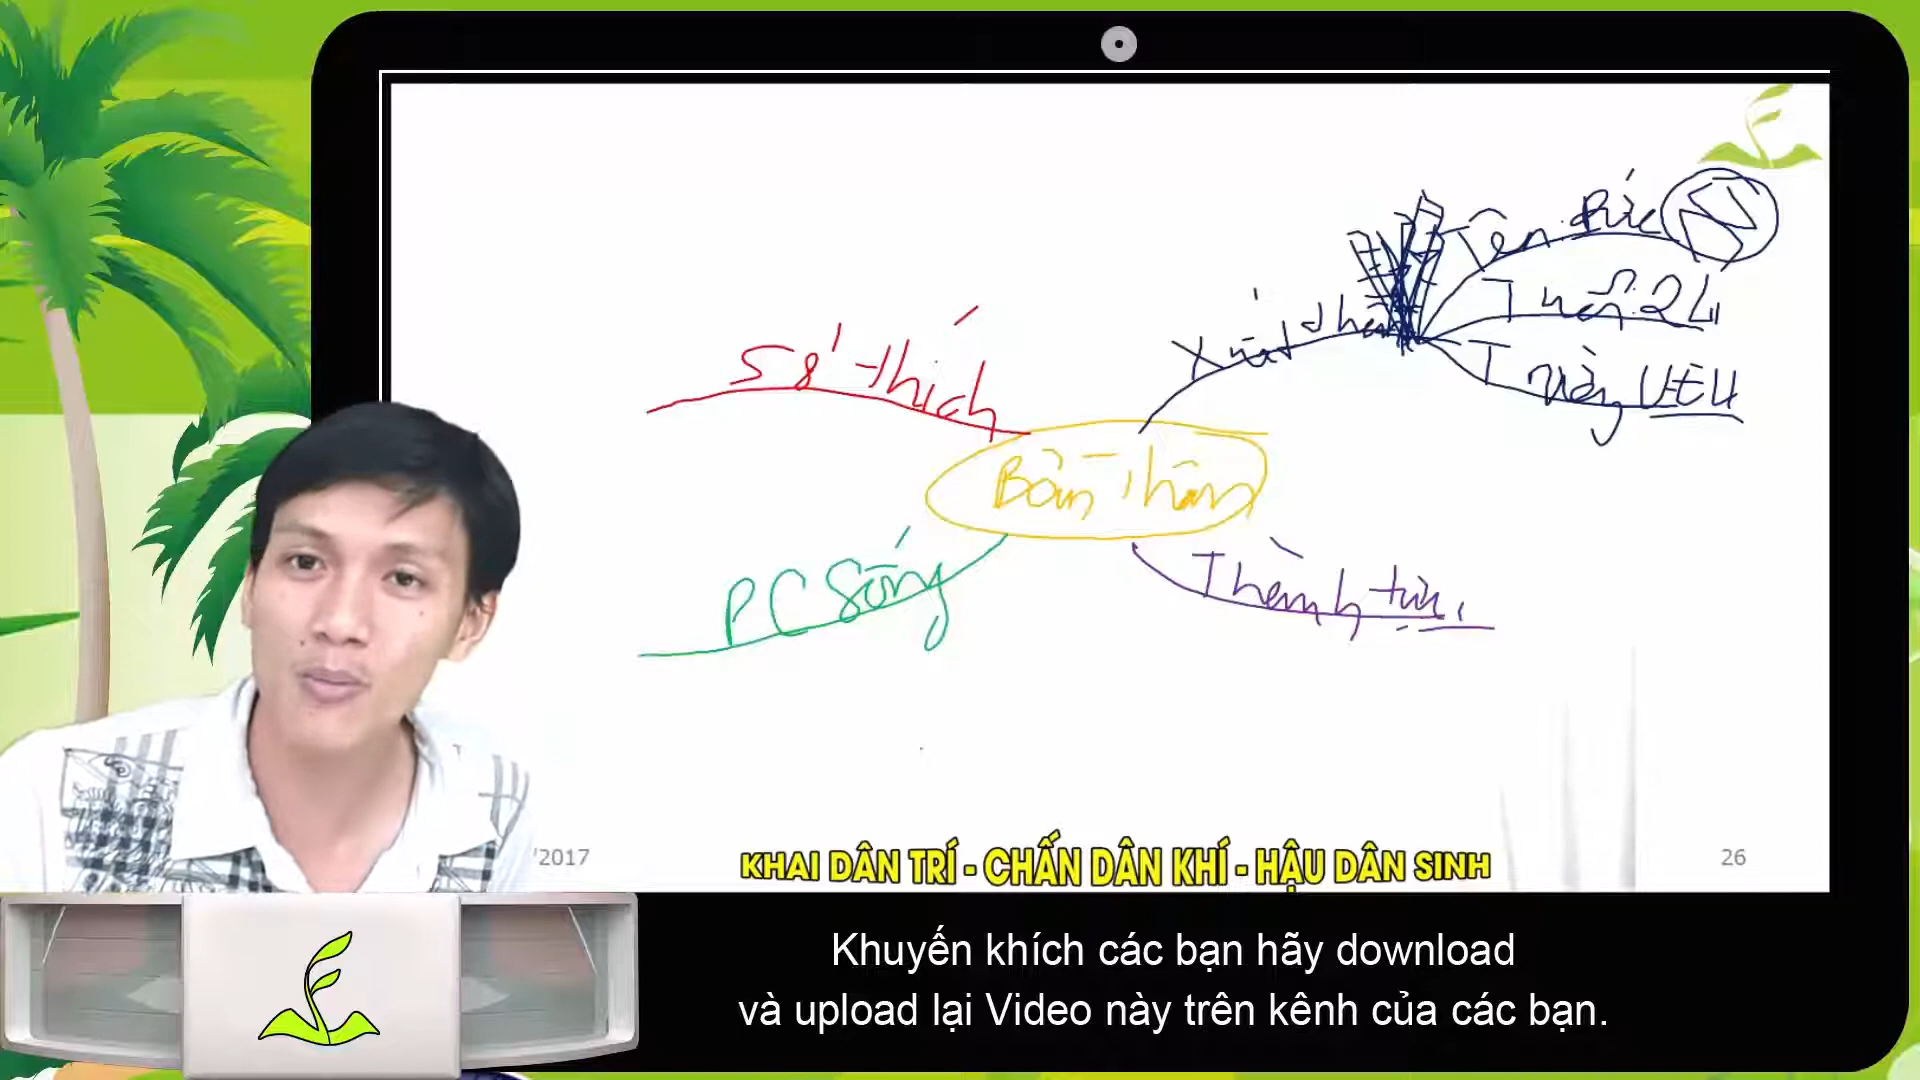 Tên: Đức
Tuổi: 24
Xuất thân
Trường UEH
Sở thích
Bản Thân
PC Sống
Thành tựu
/2017
KHAI DÂN TRÍ - CHẤN DÂN KHÍ - HẬU DÂN SINH
26
Khuyến khích các bạn hãy download
và upload lại Video này trên kênh của các bạn.